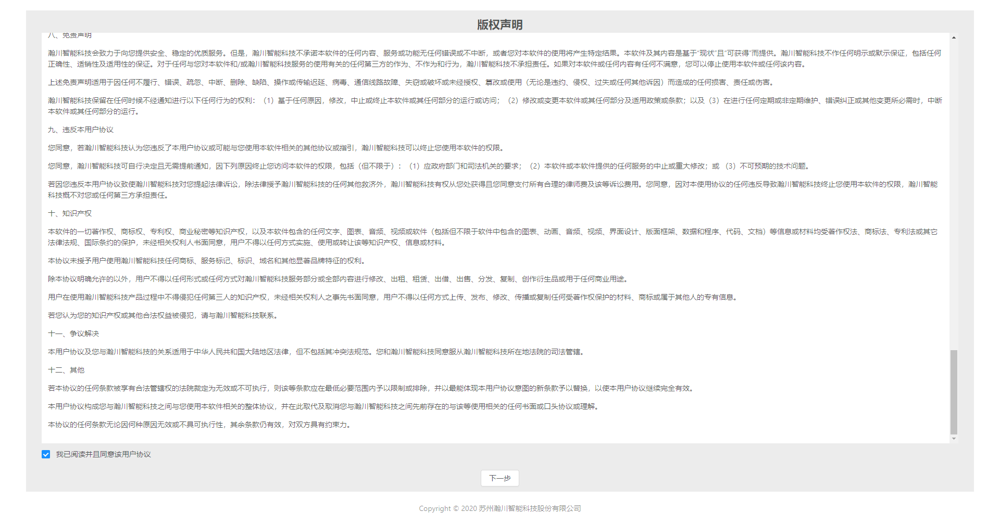 版权声明
八、免责声明
瀚川智能科技会致力于向您提供安全、稳定的优质服务。但是，瀚川智能科技不承诺本软件的任何内容、服务或功能无任何错误或不中断，或者您对本软件的使用将产生特定结果。本软件及其内容是基于“现状”且“可获得”而提供。瀚川智能科技不作任何明示或默示保证，包括任何
正确性、适销性及适用性的保证。对于任何与您对本软件和/或瀚川智能科技服务的使用有关的任何第三方的作为、不作为和行为，瀚川智能科技不承担责任。如果对本软件或任何内容有任何不满意，您可以停止使用本软件或任何该内容。
上述免责声明适用于因任何不履行、错误、疏忽、中断、删除、缺陷、操作或传输迟延、病毒、通信线路故障、失窃或破坏或未经授权、篡改或使用（无论是违约、侵权、过失或任何其他诉因）而造成的任何损害、责任或伤害。
瀚川智能科技保留在任何时候不经通知进行以下任何行为的权利：（1）基于任何原因，修改，中止或终止本软件或其任何部分的运行或访问；（2）修改或变更本软件或其任何部分及适用政策或条款；以及（3）在进行任何定期或非定期维护、错误纠正或其他变更所必需时，中断
本软件或其任何部分的运行。
九、违反本用户协议
您同意，若瀚川智能科技认为您违反了本用户协议或可能与您使用本软件相关的其他协议或指引，瀚川智能科技可以终止您使用本软件的权限。
您同意，瀚川智能科技可自行决定且无需提前通知，因下列原因终止您访问本软件的权限，包括（但不限于）：（1）应政府部门和司法机关的要求；（2）本软件或本软件提供的任何服务的中止或重大修改；或 （3）不可预期的技术问题。
若因您违反本用户协议致使瀚川智能科技对您提起法律诉讼，除法律授予瀚川智能科技的任何其他救济外，瀚川智能科技有权从您处获得且您同意支付所有合理的律师费及该等诉讼费用。您同意，因对本使用协议的任何违反导致瀚川智能科技终止您使用本软件的权限，瀚川智能
科技概不对您或任何第三方承担责任。
十、知识产权
本软件的一切著作权、商标权、专利权、商业秘密等知识产权，以及本软件包含的任何文字、图表、音频、视频或软件（包括但不限于软件中包含的图表、动画、音频、视频、界面设计、版面框架、数据和程序、代码、文档）等信息或材料均受著作权法、商标法、专利法或其它
法律法规、国际条约的保护，未经相关权利人书面同意，用户不得以任何方式实施、使用或转让该等知识产权、信息或材料。
本协议未授予用户使用瀚川智能科技任何商标、服务标记、标识、域名和其他显著品牌特征的权利。
除本协议明确允许的以外，用户不得以任何形式或任何方式对瀚川智能科技服务部分或全部内容进行修改、出租、租赁、出借、出售、分发、复制、创作衍生品或用于任何商业用途。
用户在使用瀚川智能科技产品过程中不得侵犯任何第三人的知识产权，未经相关权利人之事先书面同意，用户不得以任何方式上传、发布、修改、传播或复制任何受著作权保护的材料、商标或属于其他人的专有信息。
若您认为您的知识产权或其他合法权益被侵犯，请与瀚川智能科技联系。
十一、争议解决
本用户协议及您与瀚川智能科技的关系适用于中华人民共和国大陆地区法律，但不包括其冲突法规范。您和瀚川智能科技同意服从瀚川智能科技所在地法院的司法管辖。
十二、其他
若本协议的任何条款被享有合法管辖权的法院裁定为无效或不可执行，则该等条款应在最低必要范围内予以限制或排除，并以最能体现本用户协议意图的新条款予以替换，以使本用户协议继续完全有效。
本用户协议构成您与瀚川智能科技之间与您使用本软件相关的整体协议，并在此取代及取消您与瀚川智能科技之间先前存在的与该等使用相关的任何书面或口头协议或理解。
本协议的任何条款无论因何种原因无效或不具可执行性，其余条款仍有效，对双方具有约束力。
我已阅读并且同意该用户协议
下一步
Copyright © 2020 苏州瀚川智能科技股份有限公司